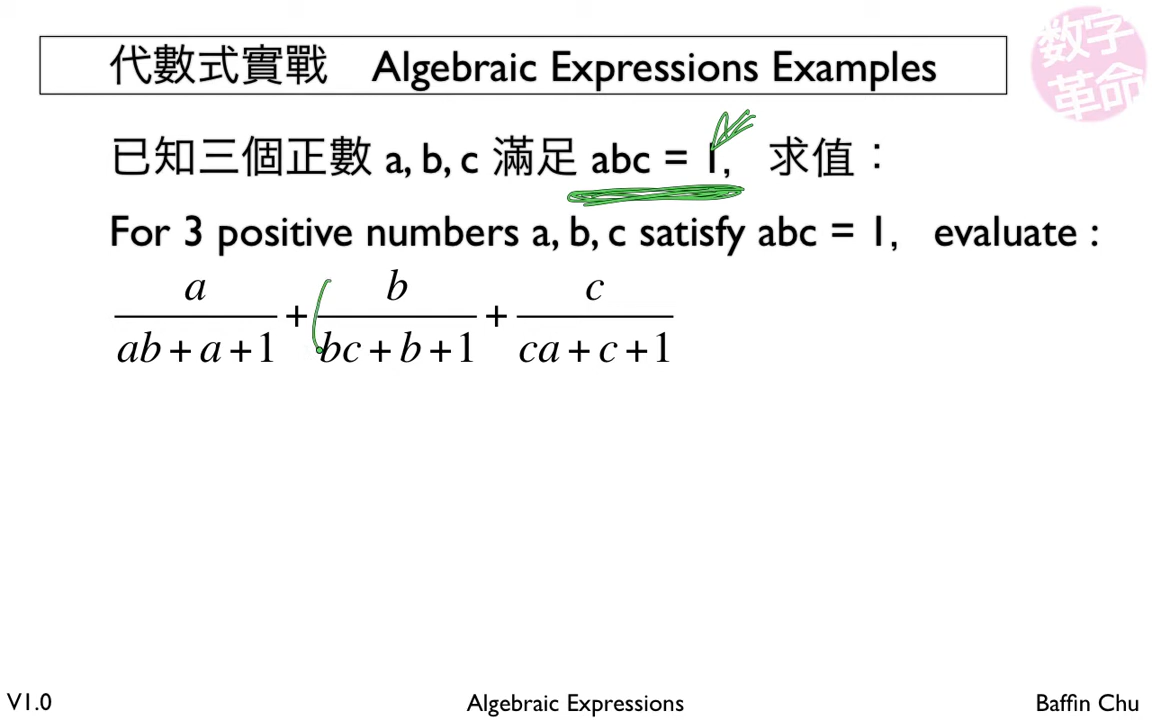 代數式實戰 Algebraic Expressions Examples
数字
革命
已知三個正數 a, b, c 滿足 abc = 1, 求值：
For 3 positive numbers a, b, c satisfy abc = 1, evaluate :
a/(ab+a+1) + b/(bc+b+1) + c/(ca+c+1)
V1.0 Algebraic Expressions Baffin Chu